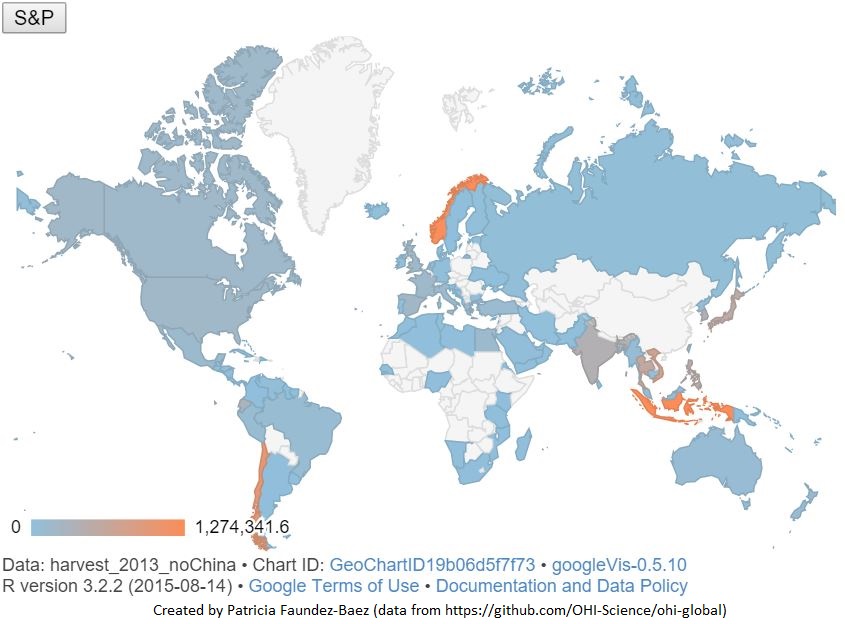 S&P
0 1,274,341.6
Data: harvest_2013_noChina • Chart ID: GeoChartID19b06d5f7f73 • googleVis-0.5.10
R version 3.2.2 (2015-08-14) • Google Terms of Use • Documentation and Data Policy
Created by Patricia Faundez-Baez (data from https://github.com/OHI-Science/ohi-global)